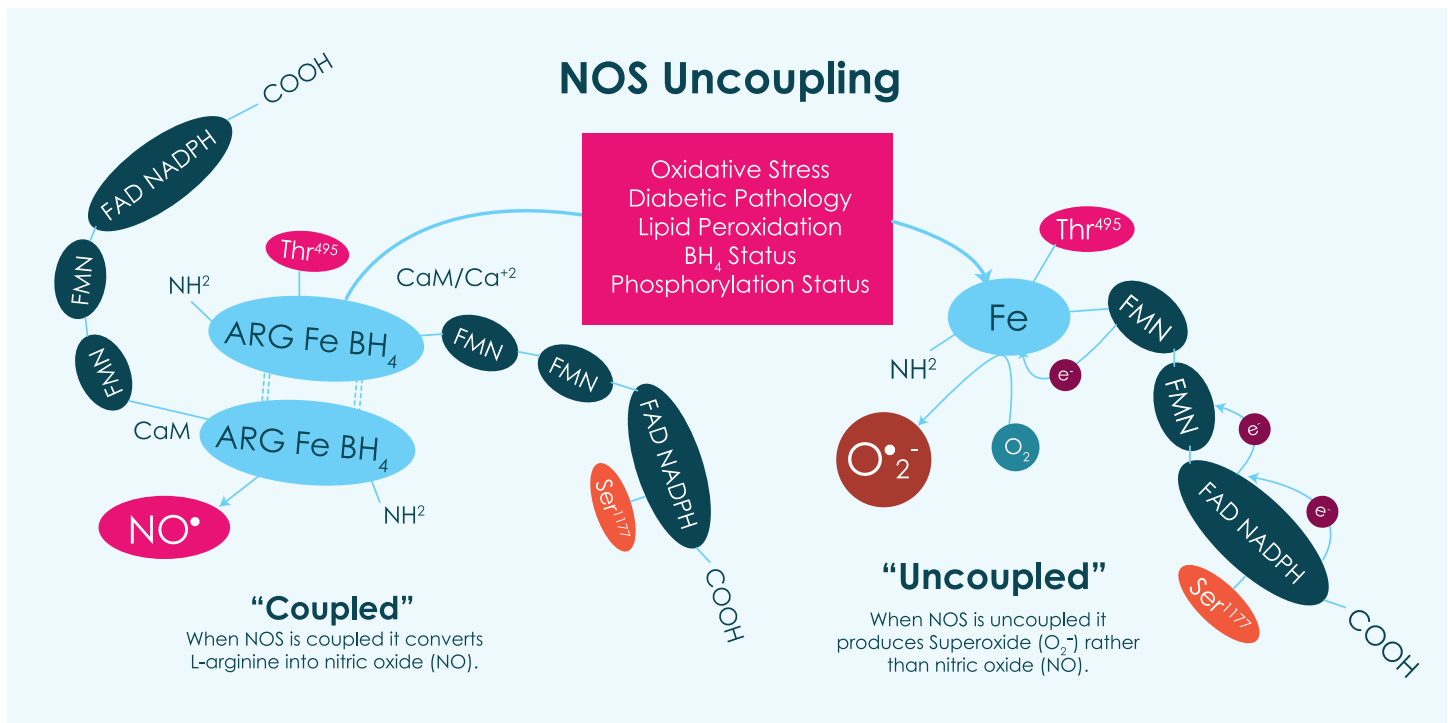 NOS Uncoupling
COOH
FAD NADPH
FMN
FMN
CaM
Thr⁴⁹⁵
NH²
CaM/Ca⁺²
ARG Fe BH₄
ARG Fe BH₄
NH²
NO•
FMN
FMN
FAD NADPH
Ser¹¹⁷⁷
COOH
“Coupled”
When NOS is coupled it converts
L-arginine into nitric oxide (NO).
Oxidative Stress
Diabetic Pathology
Lipid Peroxidation
BH₄ Status
Phosphorylation Status
Thr⁴⁹⁵
Fe
NH²
FMN
e⁻
FMN
O•₂⁻
O₂
e⁻
FAD NADPH
e⁻
Ser¹¹⁷⁷
COOH
“Uncoupled”
When NOS is uncoupled it
produces Superoxide (O₂⁻) rather
than nitric oxide (NO).